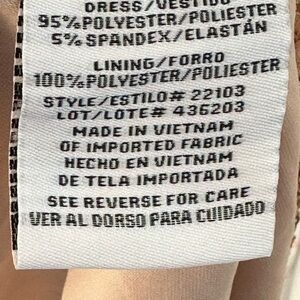 DRESS/VESTIDO
95% POLYESTER/POLIESTER
5% SPANDEX/ELASTÁN
LINING/FORRO
100% POLYESTER/POLIESTER
STYLE/ESTILO# 22103
LOT/LOTE# 436203
MADE IN VIETNAM
OF IMPORTED FABRIC
HECHO EN VIETNAM
DE TELA IMPORTADA
SEE REVERSE FOR CARE
VER AL DORSO PARA CUIDADO